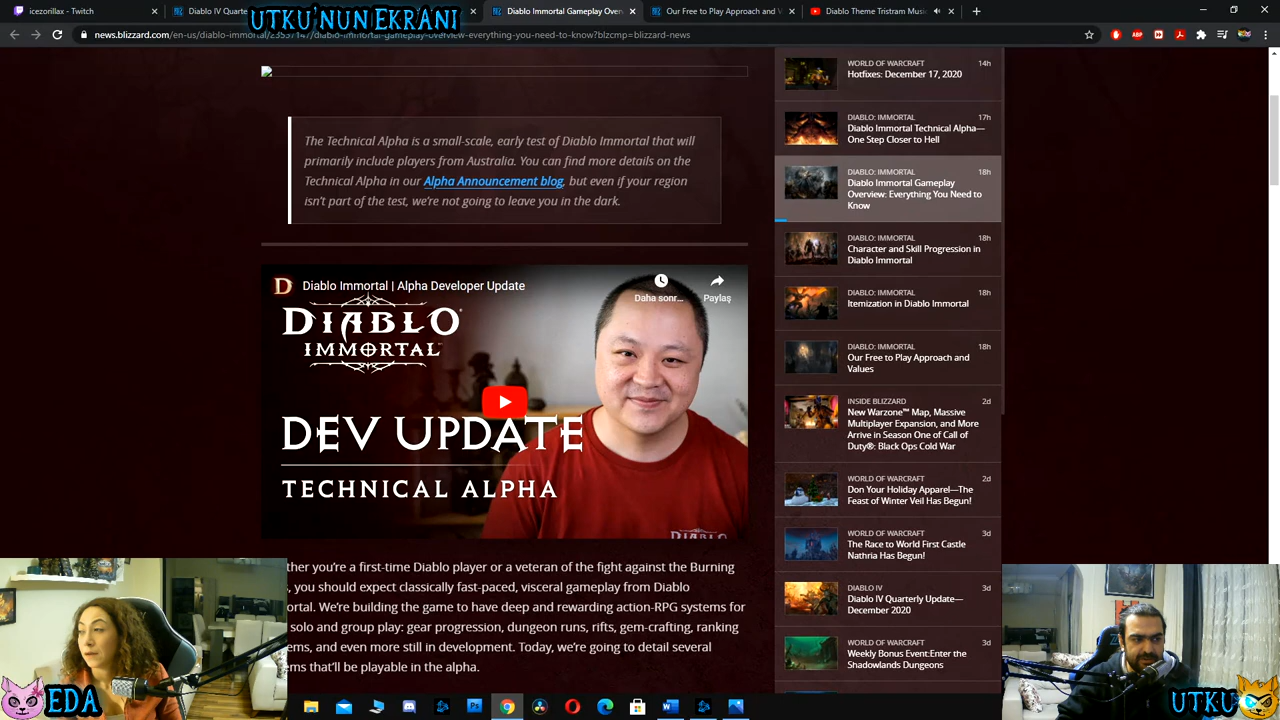 icezorillax - Twitch
Diablo IV Quarte
UTKU'NUN EKRANI
Diablo Immortal Gameplay Over
Our Free to Play Approach and V
Diablo Theme Tristram Music
news.blizzard.com/en-us/diablo-immortal/23557147/diablo-immortal-gameplay-overview-everything-you-need-to-know?blzcmp=blizzard-news
ABP
The Technical Alpha is a small-scale, early test of Diablo Immortal that will
primarily include players from Australia. You can find more details on the
Technical Alpha in our Alpha Announcement blog, but even if your region
isn't part of the test, we're not going to leave you in the dark.
Diablo Immortal | Alpha Developer Update
Daha sonr...
Paylaş
DIABLO
IMMORTAL
DEV UPDATE
TECHNICAL ALPHA
DIABLO
ther you're a first-time Diablo player or a veteran of the fight against the Burning
, you should expect classically fast-paced, visceral gameplay from Diablo
ortal. We're building the game to have deep and rewarding action-RPG systems for
solo and group play: gear progression, dungeon runs, rifts, gem-crafting, ranking
ems, and even more still in development. Today, we're going to detail several
ems that'll be playable in the alpha.
WORLD OF WARCRAFT 14h
Hotfixes: December 17, 2020
DIABLO: IMMORTAL 17h
Diablo Immortal Technical Alpha—
One Step Closer to Hell
DIABLO: IMMORTAL 18h
Diablo Immortal Gameplay
Overview: Everything You Need to
Know
DIABLO: IMMORTAL 18h
Character and Skill Progression in
Diablo Immortal
DIABLO: IMMORTAL 18h
Itemization in Diablo Immortal
DIABLO: IMMORTAL 18h
Our Free to Play Approach and
Values
INSIDE BLIZZARD 2d
New Warzone™ Map, Massive
Multiplayer Expansion, and More
Arrive in Season One of Call of
Duty®: Black Ops Cold War
WORLD OF WARCRAFT 2d
Don Your Holiday Apparel—The
Feast of Winter Veil Has Begun!
WORLD OF WARCRAFT 3d
The Race to World First Castle
Nathria Has Begun!
DIABLO IV 3d
Diablo IV Quarterly Update—
December 2020
WORLD OF WARCRAFT 3d
Weekly Bonus Event:Enter the
Shadowlands Dungeons
EDA
UTKU